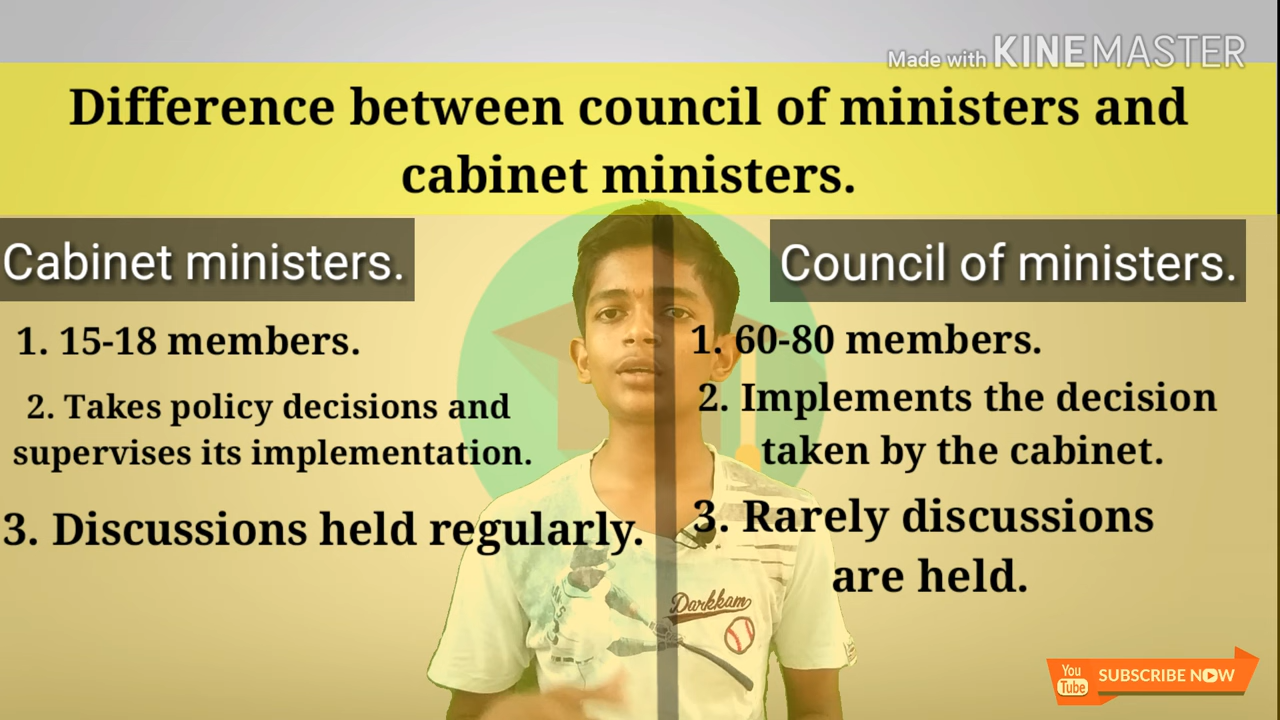 Made with KINEMASTER
Difference between council of ministers and
cabinet ministers.
Cabinet ministers.
Council of ministers.
1. 15-18 members.
1. 60-80 members.
2. Takes policy decisions and
supervises its implementation.
2. Implements the decision
taken by the cabinet.
3. Discussions held regularly.
3. Rarely discussions
are held.
Darkkam
You
Tube
SUBSCRIBE NOW